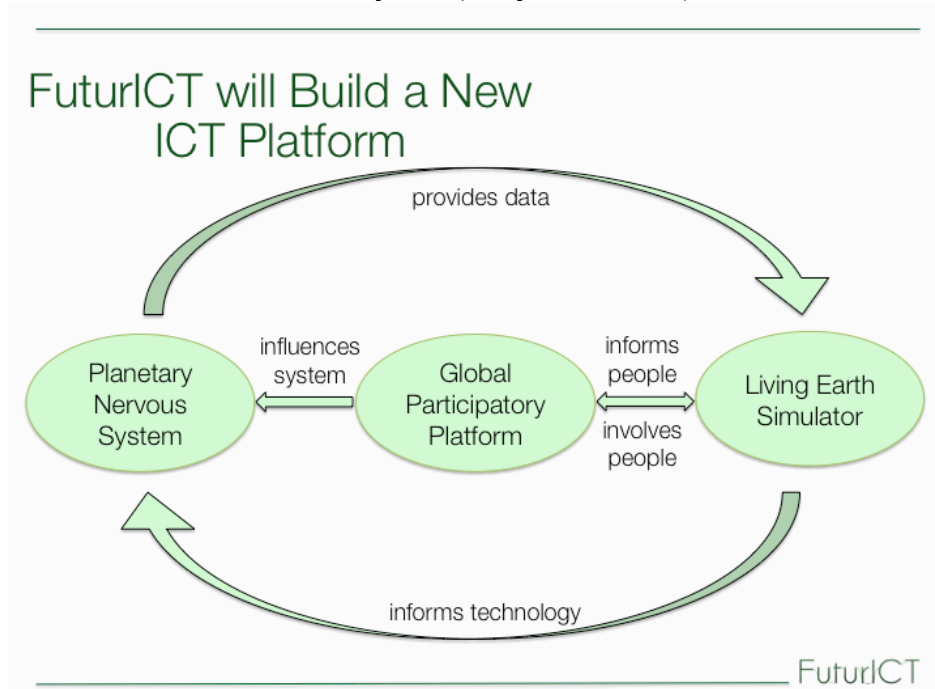 FuturICT will Build a New
ICT Platform
provides data
Planetary
Nervous
System
influences
system
Global
Participatory
Platform
informs
people
involves
people
Living Earth
Simulator
informs technology
FuturICT